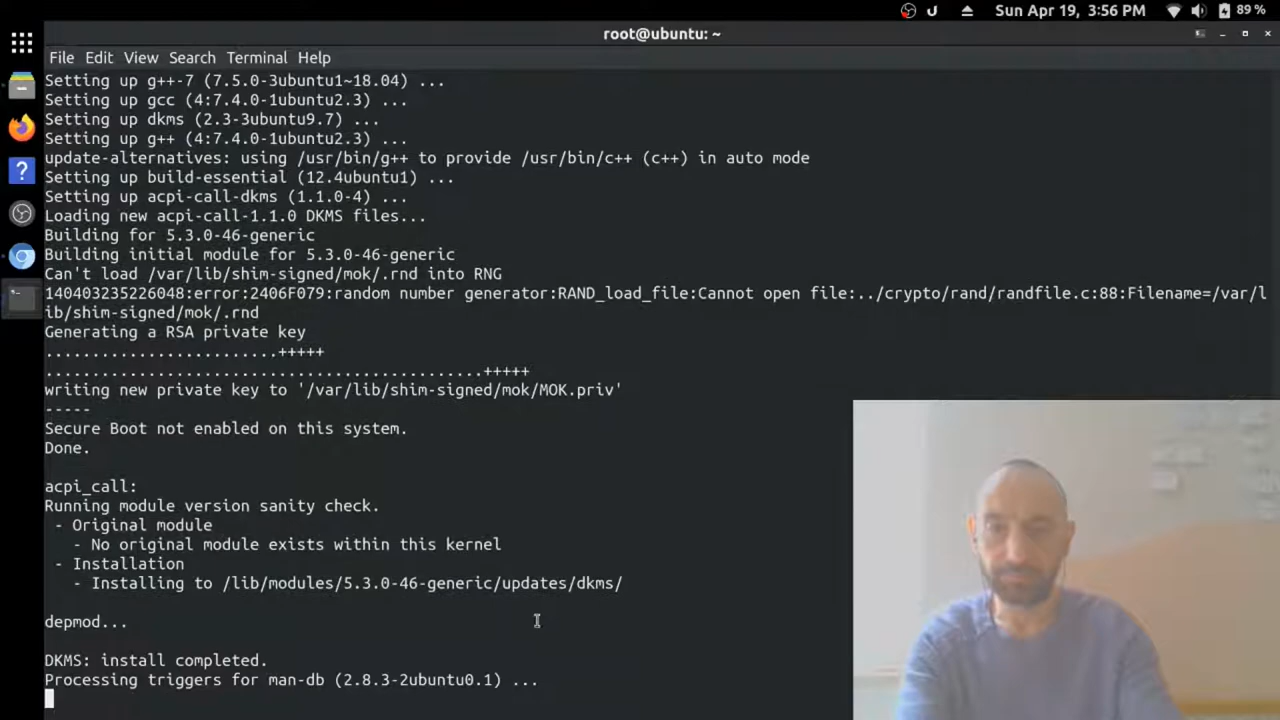 Sun Apr 19, 3:56 PM
89 %
root@ubuntu: ~
File Edit View Search Terminal Help
Setting up g++-7 (7.5.0-3ubuntu1~18.04) ...
Setting up gcc (4:7.4.0-1ubuntu2.3) ...
Setting up dkms (2.3-3ubuntu9.7) ...
Setting up g++ (4:7.4.0-1ubuntu2.3) ...
update-alternatives: using /usr/bin/g++ to provide /usr/bin/c++ (c++) in auto mode
Setting up build-essential (12.4ubuntu1) ...
Setting up acpi-call-dkms (1.1.0-4) ...
Loading new acpi-call-1.1.0 DKMS files...
Building for 5.3.0-46-generic
Building initial module for 5.3.0-46-generic
Can't load /var/lib/shim-signed/mok/.rnd into RNG
140403235226048:error:2406F079:random number generator:RAND_load_file:Cannot open file:../crypto/rand/randfile.c:88:Filename=/var/l
ib/shim-signed/mok/.rnd
Generating a RSA private key
.........................+++++
...............................................+++++
writing new private key to '/var/lib/shim-signed/mok/MOK.priv'
-----
Secure Boot not enabled on this system.
Done.
acpi_call:
Running module version sanity check.
- Original module
- No original module exists within this kernel
- Installation
- Installing to /lib/modules/5.3.0-46-generic/updates/dkms/
depmod...
DKMS: install completed.
Processing triggers for man-db (2.8.3-2ubuntu0.1) ...